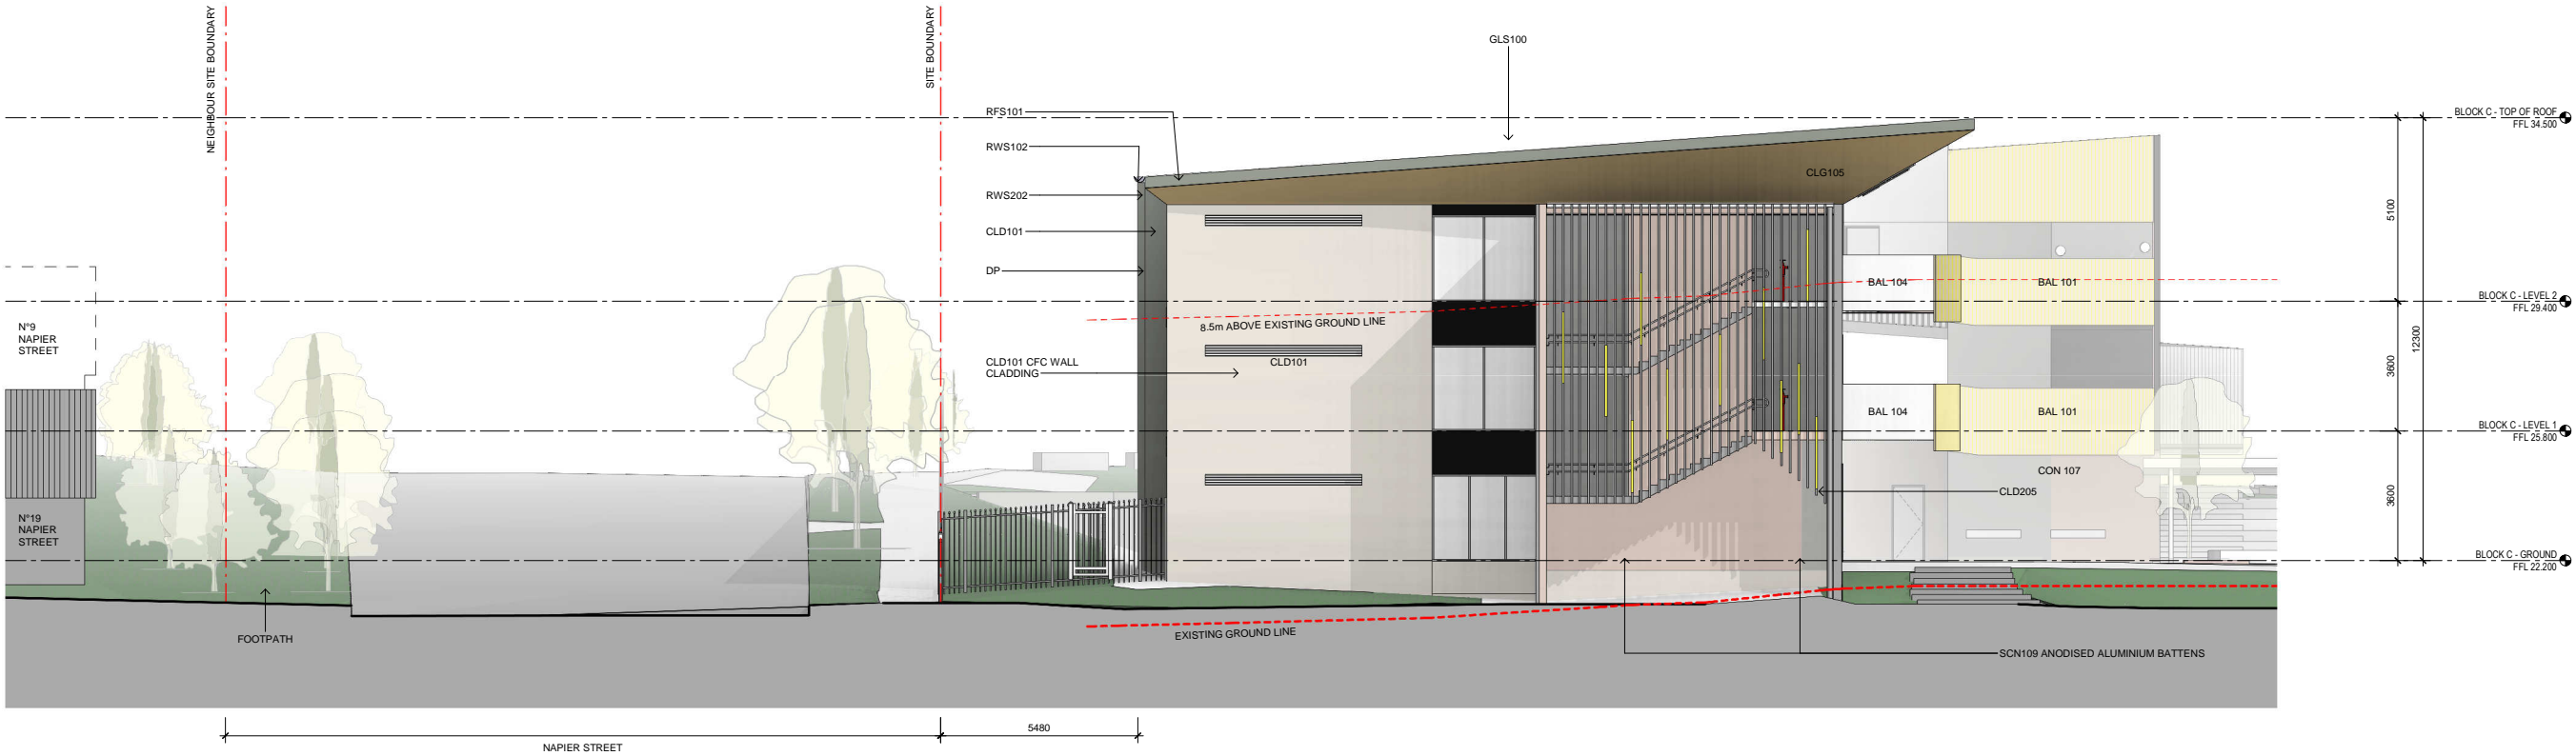 NEIGHBOUR SITE BOUNDARY
SITE BOUNDARY
GLS100
RFS101
RWS102
RWS202
CLD101
DP
CLD101 CFC WALL
CLADDING
CLG105
8.5m ABOVE EXISTING GROUND LINE
CLD101
BAL 104
BAL 101
BAL 104
BAL 101
CON 107
CLD205
N°9
NAPIER
STREET
N°19
NAPIER
STREET
FOOTPATH
EXISTING GROUND LINE
SCN109 ANODISED ALUMINIUM BATTENS
5480
NAPIER STREET
5100
3600
3600
12300
BLOCK C - TOP OF ROOF
FFL 34.500
BLOCK C - LEVEL 2
FFL 29.400
BLOCK C - LEVEL 1
FFL 25.800
BLOCK C - GROUND
FFL 22.200